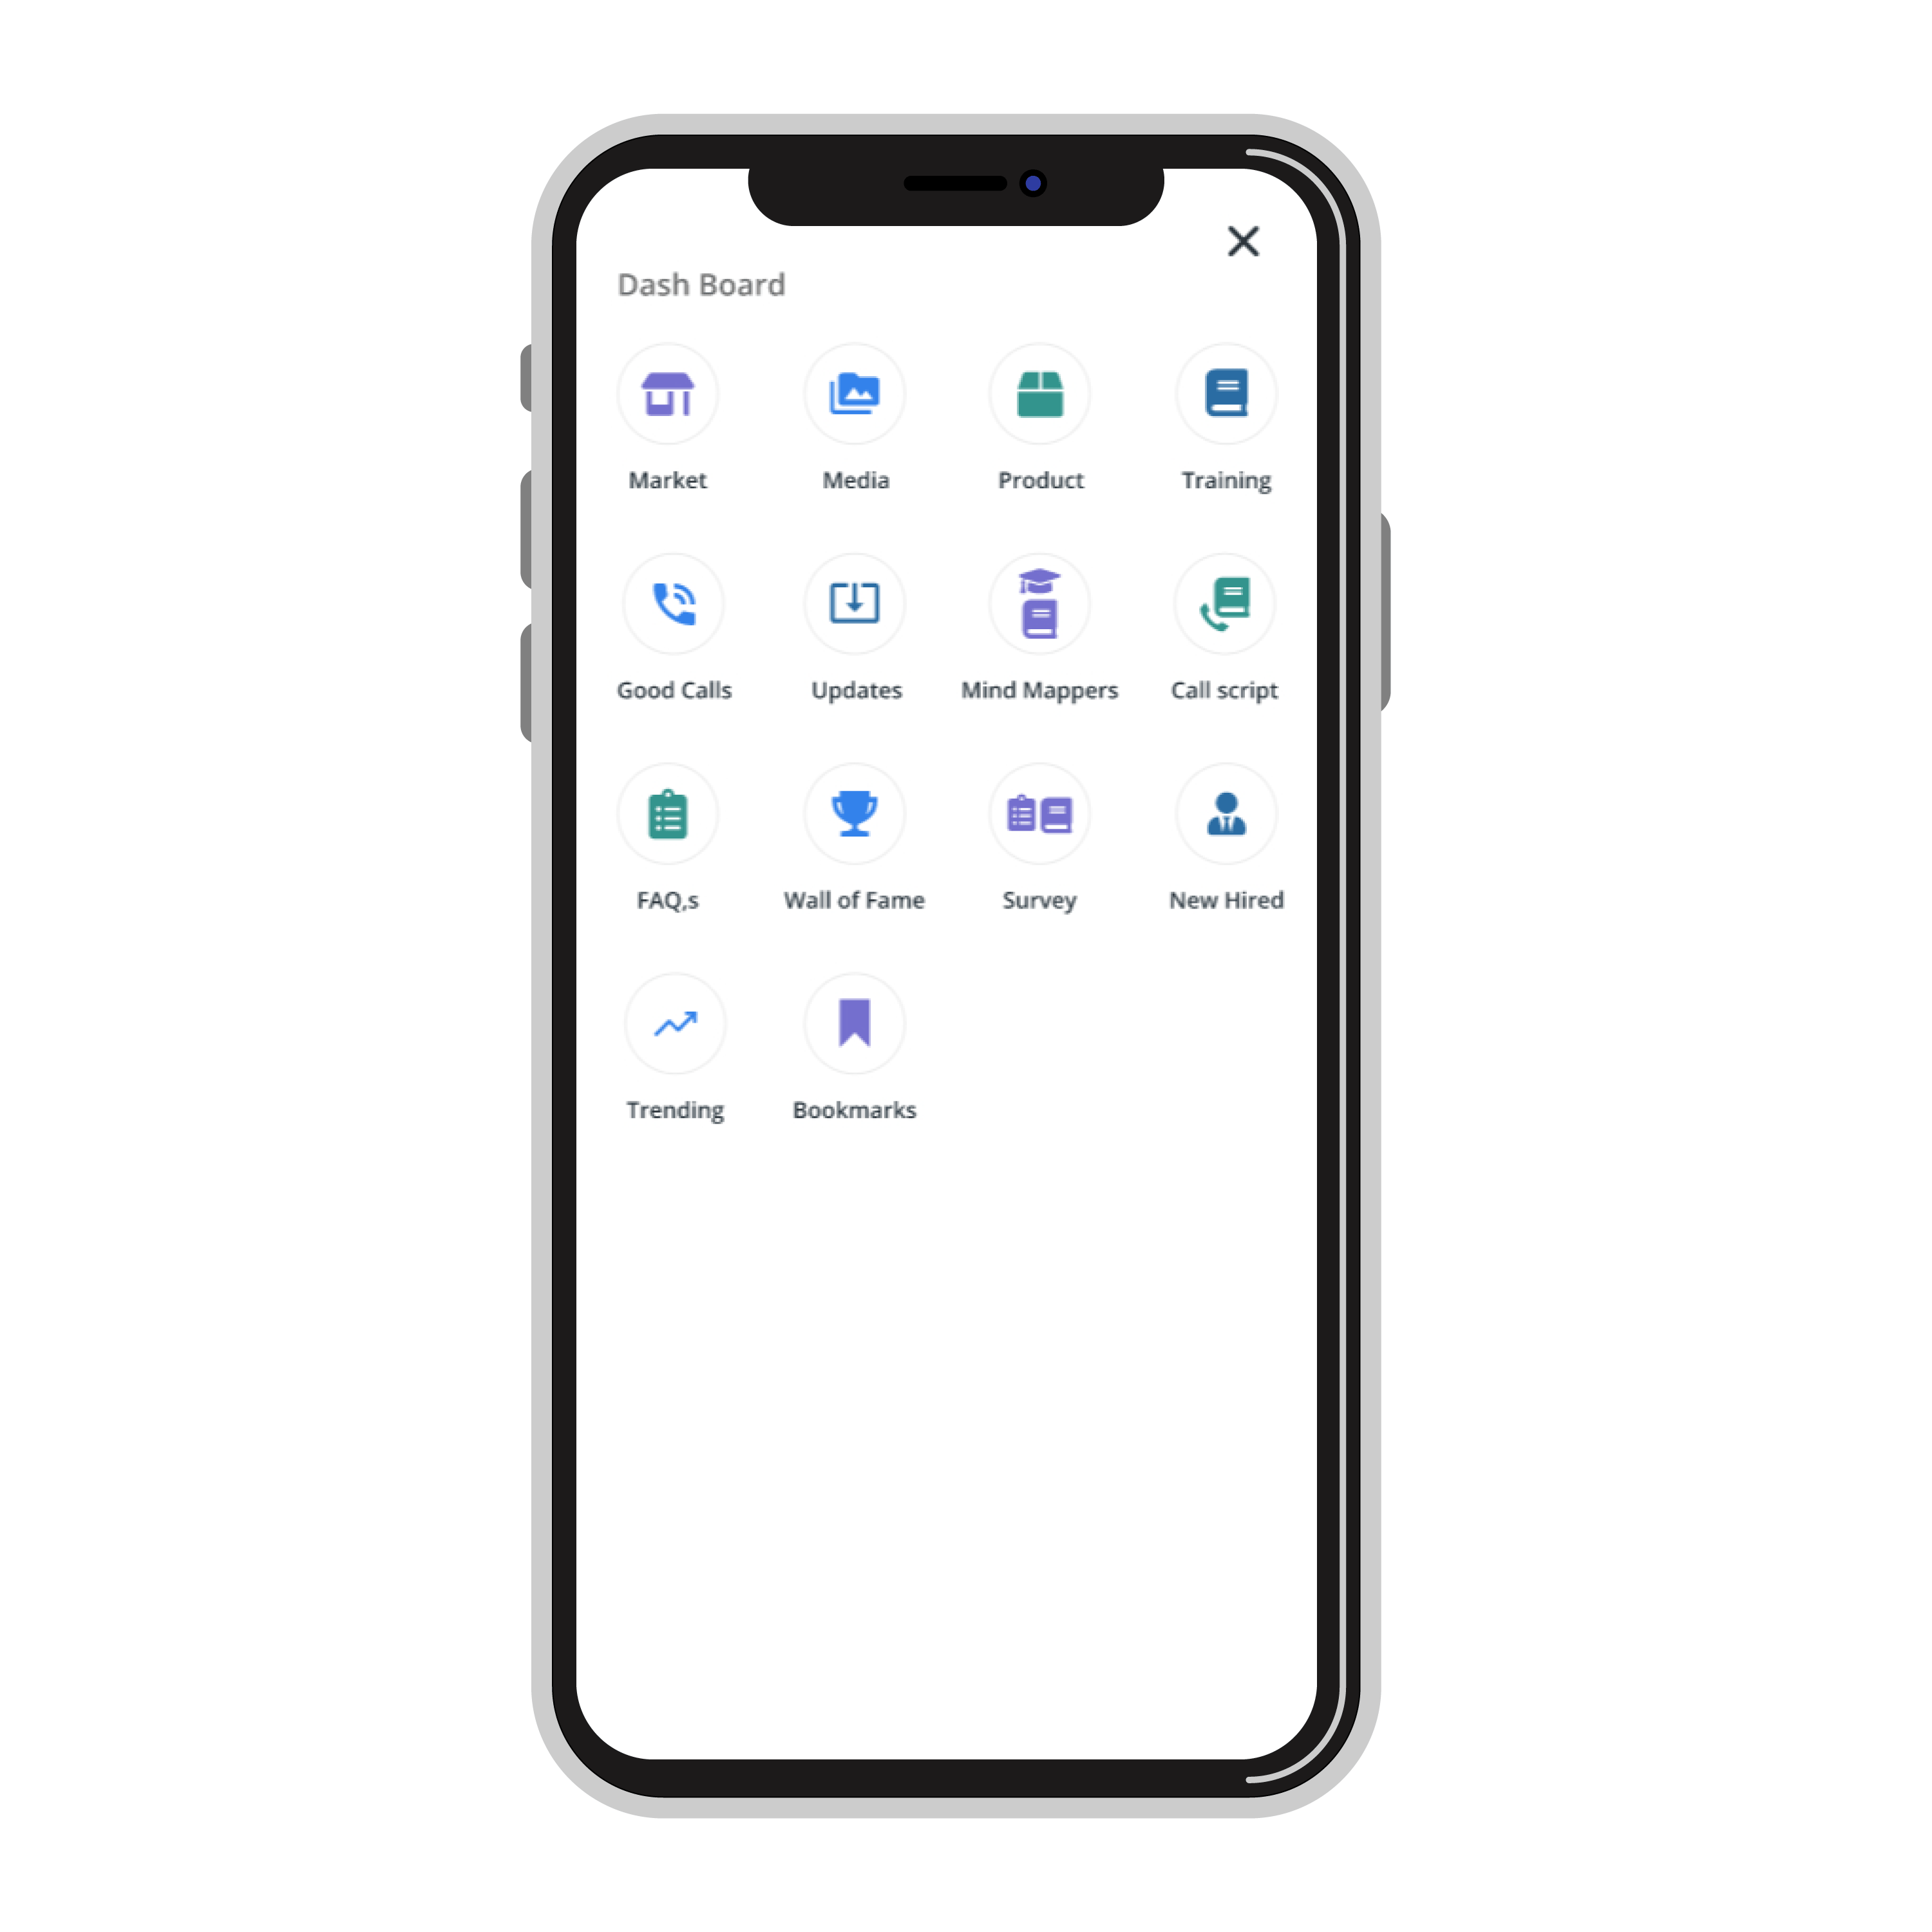 Dash Board
Market Media Product Training
Good Calls Updates Mind Mappers Call script
FAQ,s Wall of Fame Survey New Hired
Trending Bookmarks